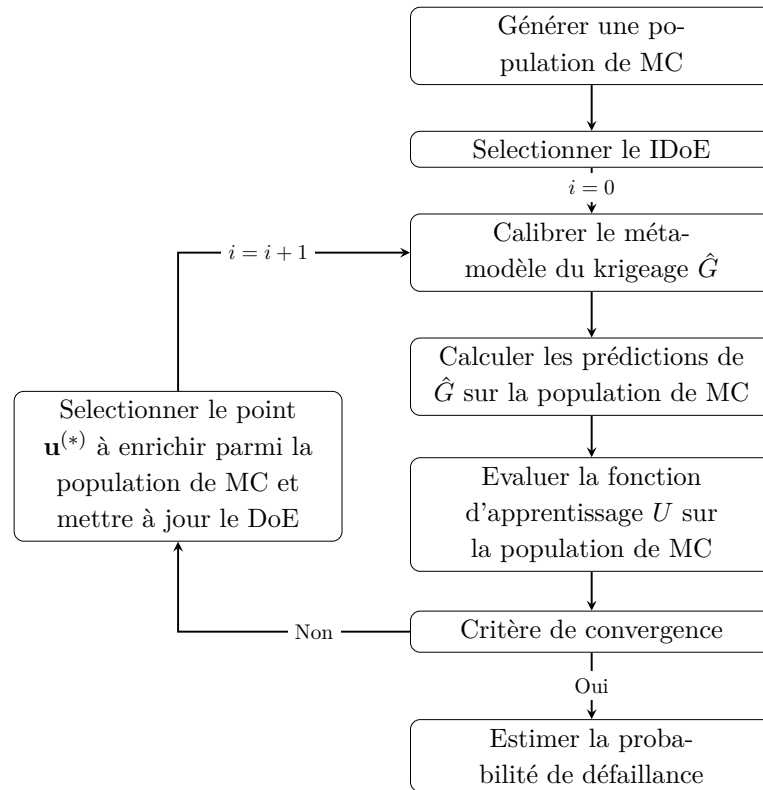 Générer une po-
pulation de MC
Selectionner le IDoE
i = 0
Calibrer le méta-
modèle du krigeage Ĝ
i = i + 1
Calculer les prédictions de
Ĝ sur la population de MC
Selectionner le point
u^(∗) à enrichir parmi la
population de MC et
mettre à jour le DoE
Evaluer la fonction
d'apprentissage U sur
la population de MC
Critère de convergence
Non
Oui
Estimer la proba-
bilité de défaillance